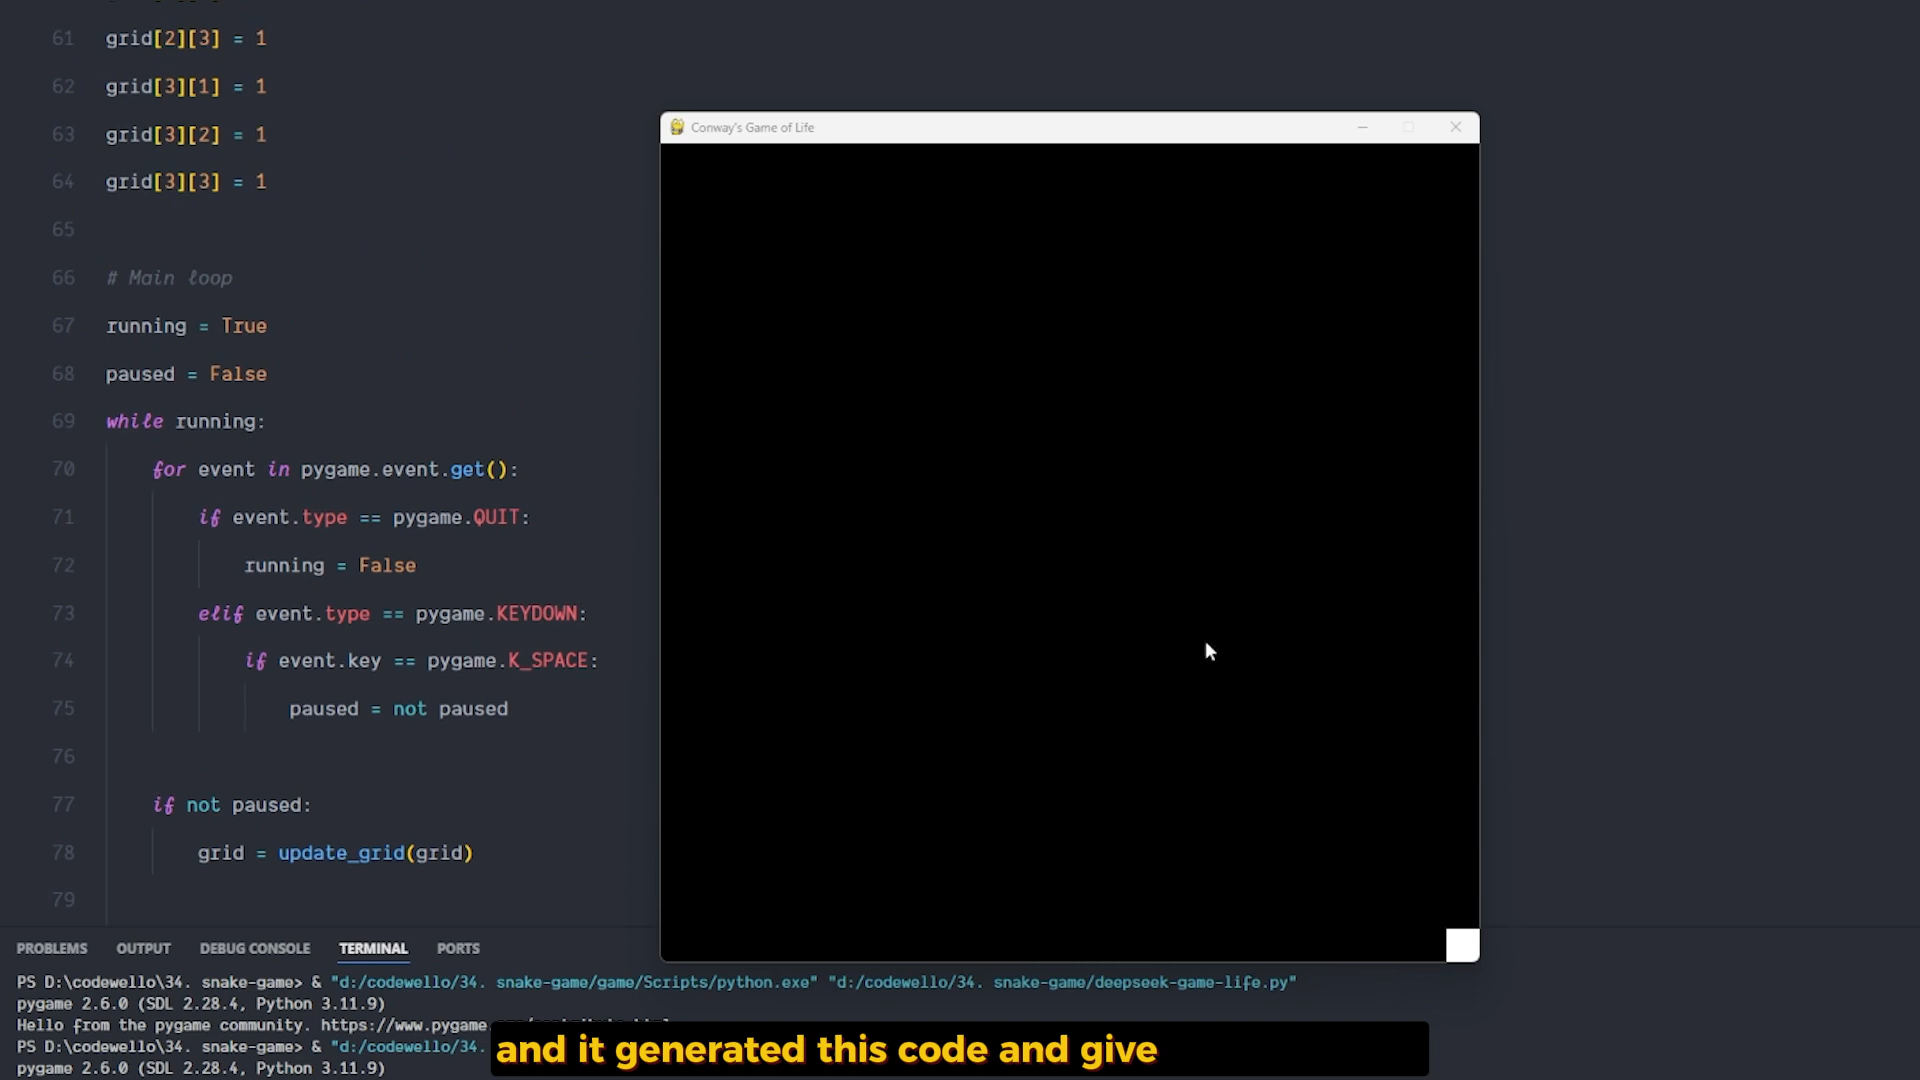 61 grid[2][3] = 1
62 grid[3][1] = 1
63 grid[3][2] = 1
64 grid[3][3] = 1
65
66 # Main loop
67 running = True
68 paused = False
69 while running:
70 for event in pygame.event.get():
71 if event.type == pygame.QUIT:
72 running = False
73 elif event.type == pygame.KEYDOWN:
74 if event.key == pygame.K_SPACE:
75 paused = not paused
76
77 if not paused:
78 grid = update_grid(grid)
79
Conway's Game of Life
PROBLEMS OUTPUT DEBUG CONSOLE TERMINAL PORTS
PS D:\codewello\34. snake-game> & "d:/codewello/34. snake-game/game/Scripts/python.exe" "d:/codewello/34. snake-game/deepseek-game-life.py"
pygame 2.6.0 (SDL 2.28.4, Python 3.11.9)
Hello from the pygame community. https://www.pygame.
PS D:\codewello\34. snake-game> & "d:/codewello/34.
pygame 2.6.0 (SDL 2.28.4, Python 3.11.9)
and it generated this code and give